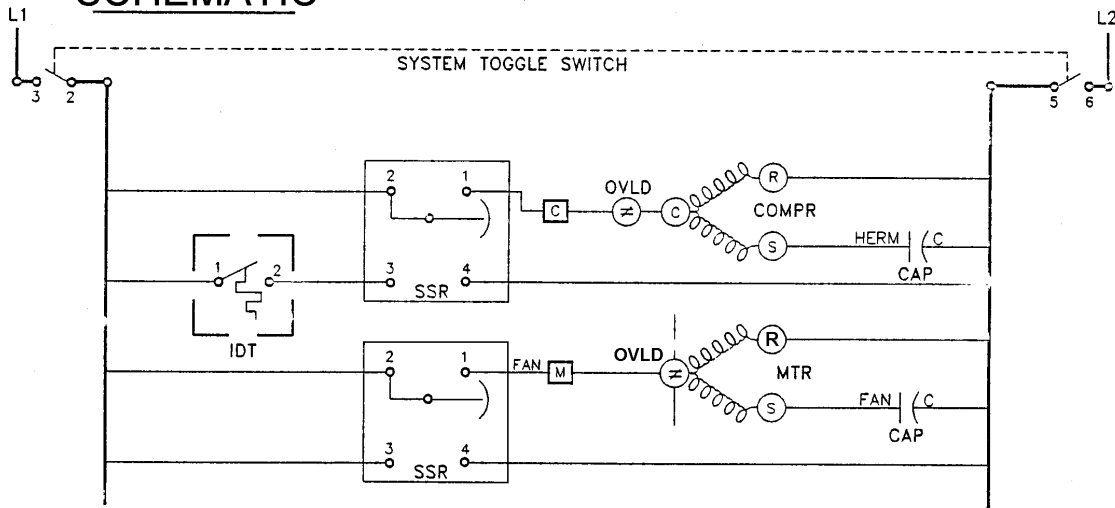 SCHEMATIC
L1
L2
SYSTEM TOGGLE SWITCH
3 2
5 6
2 1
C
OVLD
≠
C
R
COMPR
S
HERM
C
CAP
1 2
IDT
3 4
SSR
2 1
FAN
M
OVLD
≠
R
MTR
S
FAN
C
CAP
3 4
SSR